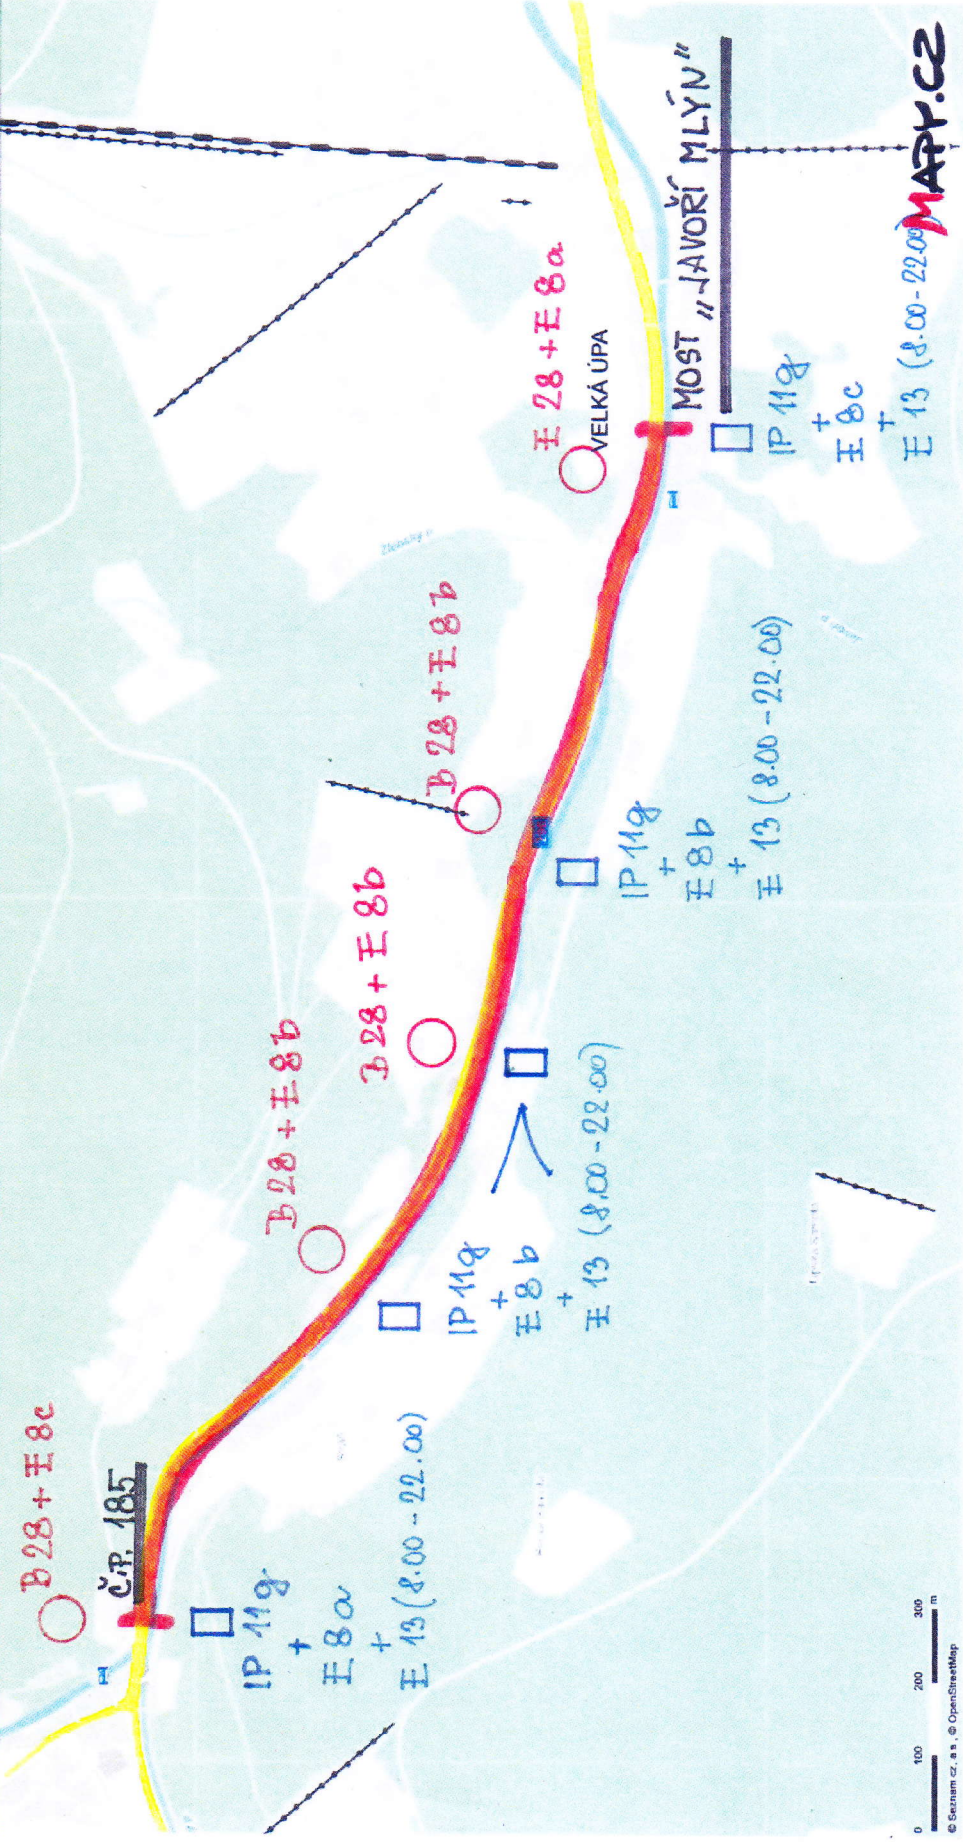 B 28 + E 8c
Č.P. 185
IP 11g
+
E 8a
+
E 13 (8.00 - 22.00)
B 28 + E 8b
IP 11g
+
E 8b
+
E 13 (8.00 - 22.00)
B 28 + E 8b
B 28 + E 8b
IP 11g
+
E 8b
+
E 13 (8.00 - 22.00)
E 28 + E 8a
VELKÁ ÚPA
MOST „JAVOŘÍ MLÝN"
IP 11g
+
E 8c
+
E 13 (8.00 - 22.00)
MAPY.CZ
0 100 200 300
m
© Seznam.cz, a.s., © OpenStreetMap